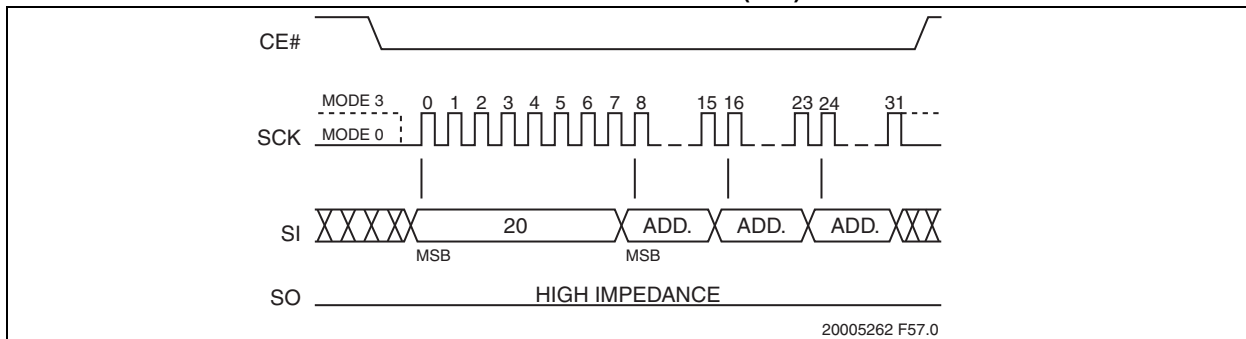 CE#
MODE 3
0 1 2 3 4 5 6 7 8 15 16 23 24 31
SCK MODE 0
SI 20 ADD. ADD. ADD.
MSB MSB
SO HIGH IMPEDANCE
20005262 F57.0